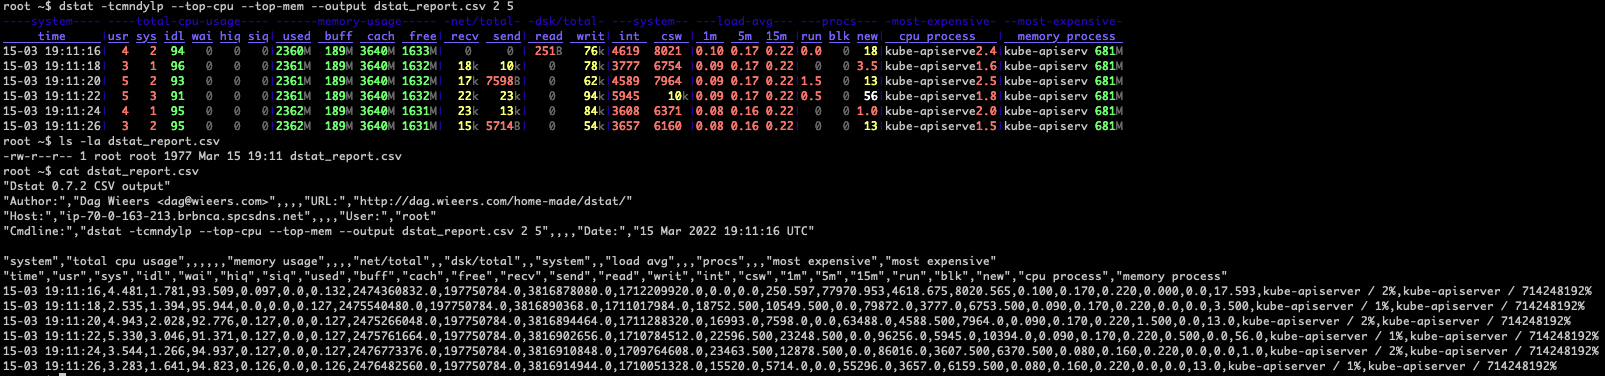 root ~$ dstat -tcmndylp --top-cpu --top-mem --output dstat_report.csv 2 5
----system---- ----total-cpu-usage---- ------memory-usage----- -net/total- -dsk/total- ---system-- ---load-avg--- ---procs--- -most-expensive- --most-expensive-
time |usr sys idl wai hiq siq| used buff cach free| recv send| read writ| int csw | 1m 5m 15m |run blk new| cpu process | memory process
15-03 19:11:16| 4 2 94 0 0 0|2360M 189M 3640M 1633M| 0 0 | 251B 76k|4619 8021 |0.10 0.17 0.22|0.0 0 18|kube-apiserve2.4|kube-apiserv 681M
15-03 19:11:18| 3 1 96 0 0 0|2361M 189M 3640M 1632M| 18k 10k| 0 78k|3777 6754 |0.09 0.17 0.22| 0 0 3.5|kube-apiserve1.6|kube-apiserv 681M
15-03 19:11:20| 5 2 93 0 0 0|2361M 189M 3640M 1632M| 17k 7598B| 0 62k|4589 7964 |0.09 0.17 0.22|1.5 0 13|kube-apiserve2.5|kube-apiserv 681M
15-03 19:11:22| 5 3 91 0 0 0|2361M 189M 3640M 1632M| 22k 23k| 0 94k|5945 10k|0.09 0.17 0.22|0.5 0 56|kube-apiserve1.8|kube-apiserv 681M
15-03 19:11:24| 4 1 95 0 0 0|2362M 189M 3640M 1631M| 23k 13k| 0 84k|3608 6371 |0.08 0.16 0.22| 0 0 1.0|kube-apiserve2.0|kube-apiserv 681M
15-03 19:11:26| 3 2 95 0 0 0|2362M 189M 3640M 1631M| 15k 5714B| 0 54k|3657 6160 |0.08 0.16 0.22| 0 0 13|kube-apiserve1.5|kube-apiserv 681M
root ~$ ls -la dstat_report.csv
-rw-r--r-- 1 root root 1977 Mar 15 19:11 dstat_report.csv
root ~$ cat dstat_report.csv
"Dstat 0.7.2 CSV output"
"Author:","Dag Wieers <dag@wieers.com>",,,,"URL:","http://dag.wieers.com/home-made/dstat/"
"Host:","ip-70-0-163-213.brbnca.spcsdns.net",,,,"User:","root"
"Cmdline:","dstat -tcmndylp --top-cpu --top-mem --output dstat_report.csv 2 5",,,,"Date:","15 Mar 2022 19:11:16 UTC"
"system","total cpu usage",,,,,,"memory usage",,,,"net/total",,"dsk/total",,"system",,"load avg",,,"procs",,,"most expensive","most expensive"
"time","usr","sys","idl","wai","hiq","siq","used","buff","cach","free","recv","send","read","writ","int","csw","1m","5m","15m","run","blk","new","cpu process","memory process"
15-03 19:11:16,4.481,1.781,93.509,0.097,0.0,0.132,2474360832.0,197750784.0,3816878080.0,1712209920.0,0.0,0.0,250.597,77970.953,4618.675,8020.565,0.100,0.170,0.220,0.000,0.0,17.593,kube-apiserver / 2%,kube-apiserver / 714248192%
15-03 19:11:18,2.535,1.394,95.944,0.0,0.0,0.127,2475540480.0,197750784.0,3816890368.0,1711017984.0,18752.500,10549.500,0.0,79872.0,3777.0,6753.500,0.090,0.170,0.220,0.0,0.0,3.500,kube-apiserver / 1%,kube-apiserver / 714248192%
15-03 19:11:20,4.943,2.028,92.776,0.127,0.0,0.127,2475266048.0,197750784.0,3816894464.0,1711288320.0,16993.0,7598.0,0.0,63488.0,4588.500,7964.0,0.090,0.170,0.220,1.500,0.0,13.0,kube-apiserver / 2%,kube-apiserver / 714248192%
15-03 19:11:22,5.330,3.046,91.371,0.127,0.0,0.127,2475761664.0,197750784.0,3816902656.0,1710784512.0,22596.500,23248.500,0.0,96256.0,5945.0,10394.0,0.090,0.170,0.220,0.500,0.0,56.0,kube-apiserver / 1%,kube-apiserver / 714248192%
15-03 19:11:24,3.544,1.266,94.937,0.126,0.0,0.127,2476773376.0,197750784.0,3816910848.0,1709764608.0,23463.500,12878.500,0.0,86016.0,3607.500,6370.500,0.080,0.160,0.220,0.0,0.0,1.0,kube-apiserver / 2%,kube-apiserver / 714248192%
15-03 19:11:26,3.283,1.641,94.823,0.126,0.0,0.126,2476482560.0,197750784.0,3816914944.0,1710051328.0,15520.0,5714.0,0.0,55296.0,3657.0,6159.500,0.080,0.160,0.220,0.0,0.0,13.0,kube-apiserver / 1%,kube-apiserver / 714248192%